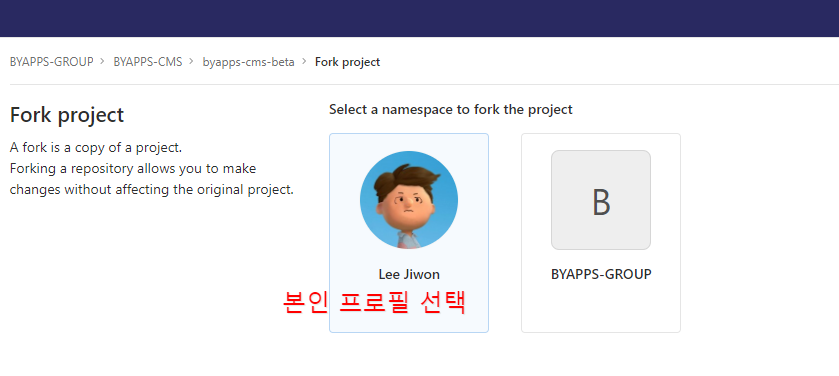 BYAPPS-GROUP > BYAPPS-CMS > byapps-cms-beta > Fork project
Fork project
A fork is a copy of a project.
Forking a repository allows you to make
changes without affecting the original project.
Select a namespace to fork the project
Lee Jiwon
본인 프로필 선택
B
BYAPPS-GROUP